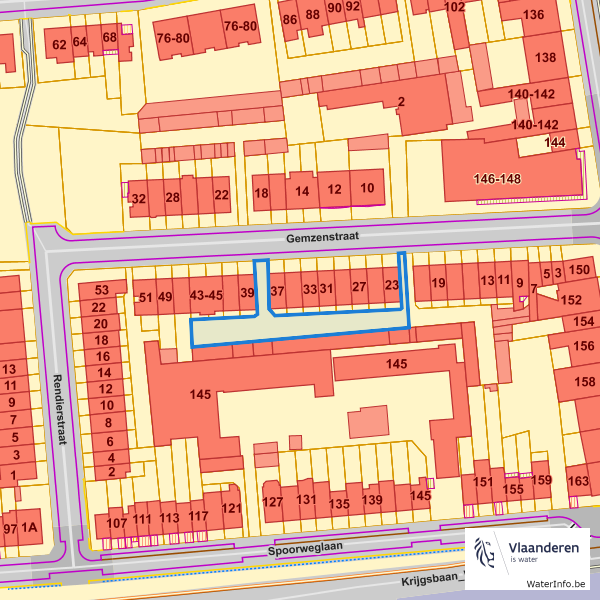 62 64 68
76-80 76-80
86 88 90 92
102
136
138
140-142
2
140-142
144
146-148
32 28 22
18 14 12 10
Gemzenstraat
53
51 49 43-45 39 37 33 31 27 23 19 13 11 9 7 5 3 150
152
22
20
18
16
14
12
10
8
6
4
2
154
156
158
145
145
13
11
9
7
5
3
1
Rendierstraat
97 1A
107 111 113 117 121
127 131 135 139 145
151 155 159 163
Spoorweglaan
Krijgsbaan
Vlaanderen
is water
WaterInfo.be